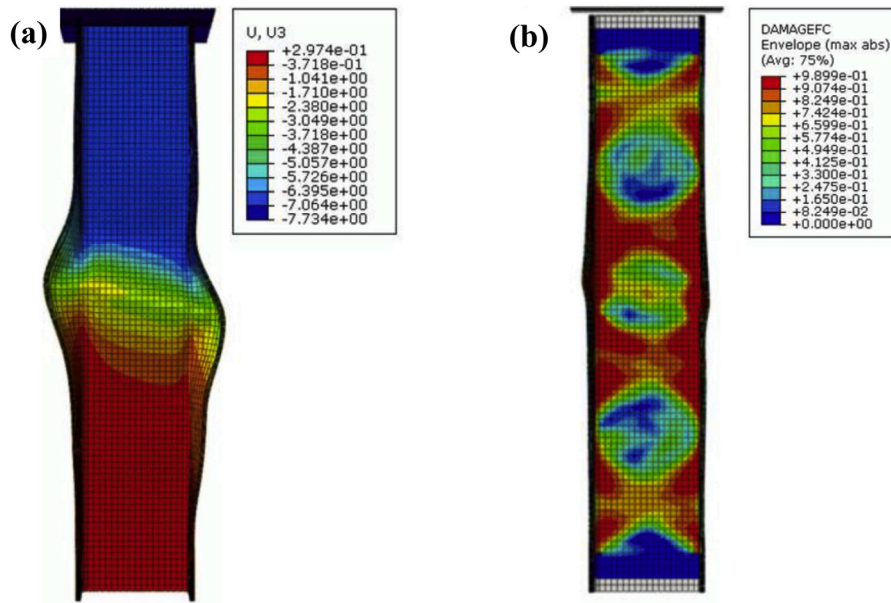 (a)
U, U3
+2.974e-01
-3.718e-01
-1.041e+00
-1.710e+00
-2.380e+00
-3.049e+00
-3.718e+00
-4.387e+00
-5.057e+00
-5.726e+00
-6.395e+00
-7.064e+00
-7.734e+00
(b)
DAMAGEFC
Envelope (max abs)
(Avg: 75%)
+9.899e-01
+9.074e-01
+8.249e-01
+7.424e-01
+6.599e-01
+5.774e-01
+4.949e-01
+4.125e-01
+3.300e-01
+2.475e-01
+1.650e-01
+8.249e-02
+0.000e+00